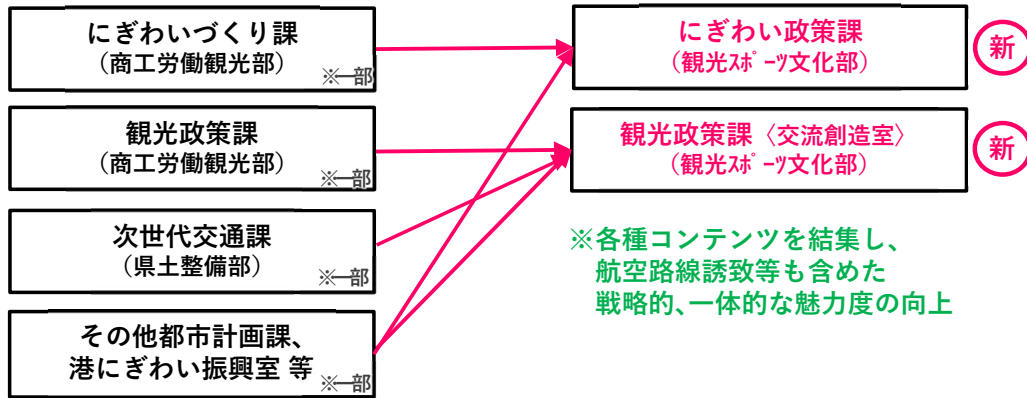 にぎわいづくり課
（商工労働観光部）
※一部
観光政策課
（商工労働観光部）
※一部
次世代交通課
（県土整備部）
※一部
その他都市計画課、
港にぎわい振興室 等
※一部
にぎわい政策課
（観光ｽﾎﾟｰﾂ文化部）
新
観光政策課〈交流創造室〉
（観光ｽﾎﾟｰﾂ文化部）
新
※各種コンテンツを結集し、
航空路線誘致等も含めた
戦略的、一体的な魅力度の向上